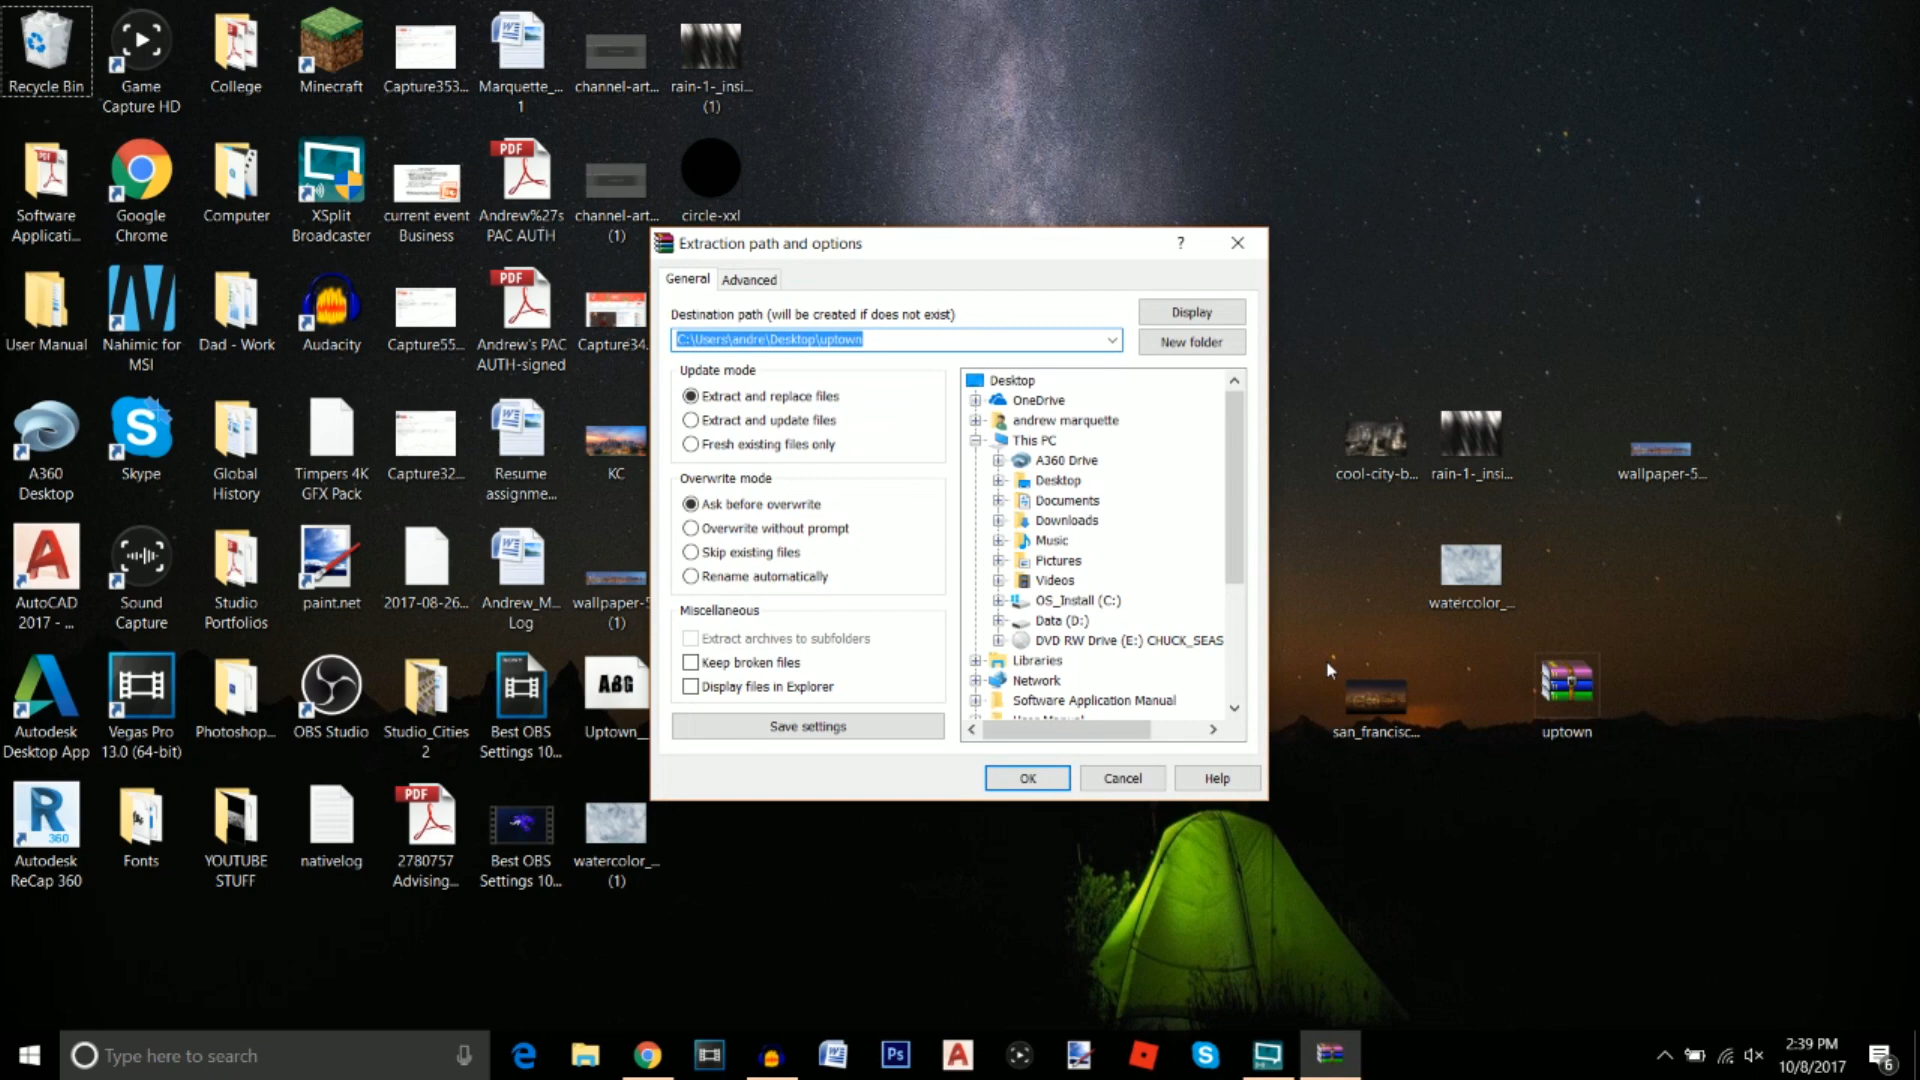 Recycle Bin
Game
Capture HD
College
Minecraft
Capture353...
Marquette_...
1
channel-art...
rain-1-_insi...
(1)
Software
Applicati...
Google
Chrome
Computer
XSplit
Broadcaster
current event
Business
PDF
Andrew%27s
PAC AUTH
channel-art...
(1)
circle-xxl
User Manual
Nahimic for
MSI
Dad - Work
Audacity
Capture55...
PDF
Andrew's PAC
AUTH-signed
Capture34.
A360
Desktop
Skype
Global
History
Timpers 4K
GFX Pack
Capture32...
Resume
assignme...
KC
AutoCAD
2017 - ...
Sound
Capture
Studio
Portfolios
paint.net
2017-08-26...
Andrew_M...
Log
wallpaper-5
(1)
Autodesk
Desktop App
Vegas Pro
13.0 (64-bit)
Photoshop...
OBS Studio
Studio_Cities
2
Best OBS
Settings 10...
ABG
Uptown_
Autodesk
ReCap 360
Fonts
YOUTUBE
STUFF
nativelog
PDF
2780757
Advising...
Best OBS
Settings 10...
watercolor_...
(1)
Extraction path and options
?
General
Advanced
Destination path (will be created if does not exist)
Display
C:\Users\andre\Desktop\uptown
New folder
Update mode
Extract and replace files
Extract and update files
Fresh existing files only
Overwrite mode
Ask before overwrite
Overwrite without prompt
Skip existing files
Rename automatically
Miscellaneous
Extract archives to subfolders
Keep broken files
Display files in Explorer
Save settings
Desktop
OneDrive
andrew marquette
This PC
A360 Drive
Desktop
Documents
Downloads
Music
Pictures
Videos
OS_Install (C:)
Data (D:)
DVD RW Drive (E:) CHUCK_SEAS
Libraries
Network
Software Application Manual
OK
Cancel
Help
cool-city-b...
rain-1-_insi...
wallpaper-5...
watercolor_...
san_francisc...
uptown
Type here to search
Ps
2:39 PM
10/8/2017
6